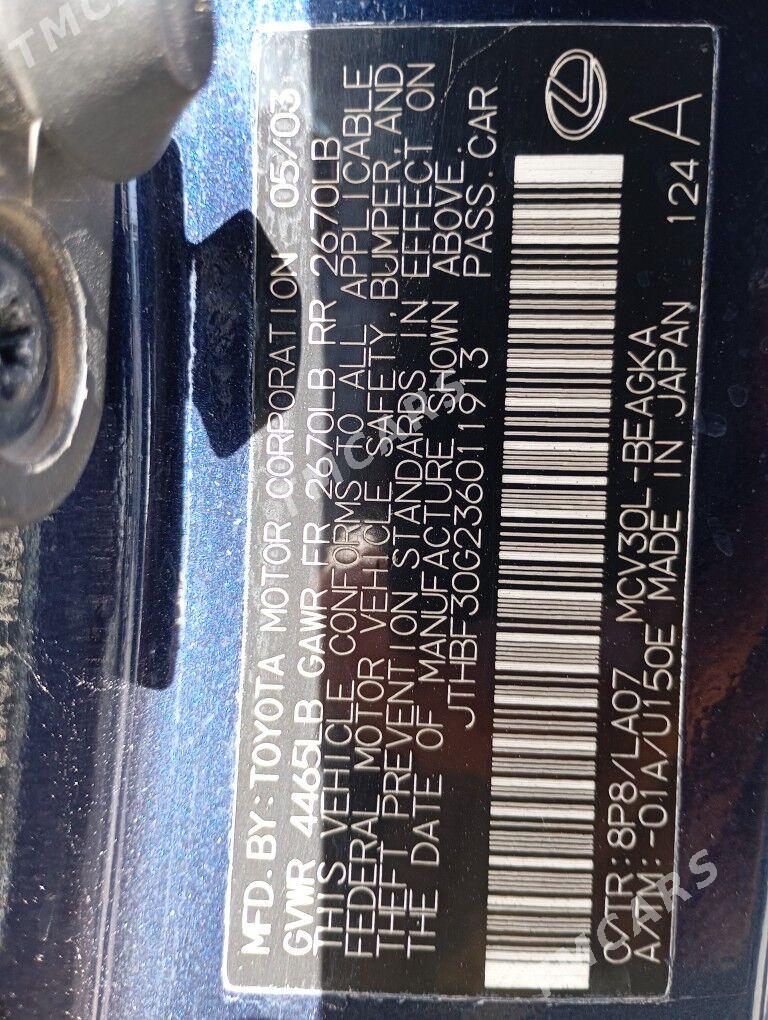 MFD. BY: TOYOTA MOTOR CORPORATION 05/03
GVWR 4465LB GAWR FR 2670LB RR 2670LB
THIS VEHICLE CONFORMS TO ALL APPLICABLE
FEDERAL MOTOR VEHICLE SAFETY, BUMPER, AND
THEFT PREVENTION STANDARDS IN EFFECT ON
THE DATE OF MANUFACTURE SHOWN ABOVE.
JTHBF30G236011913 PASS. CAR
C/TR: 8P8/LA07 MCV30L-BEAGKA
A/TM: -01A/U150E MADE IN JAPAN
124 A
TMCARS
TMCARS
TMCARS